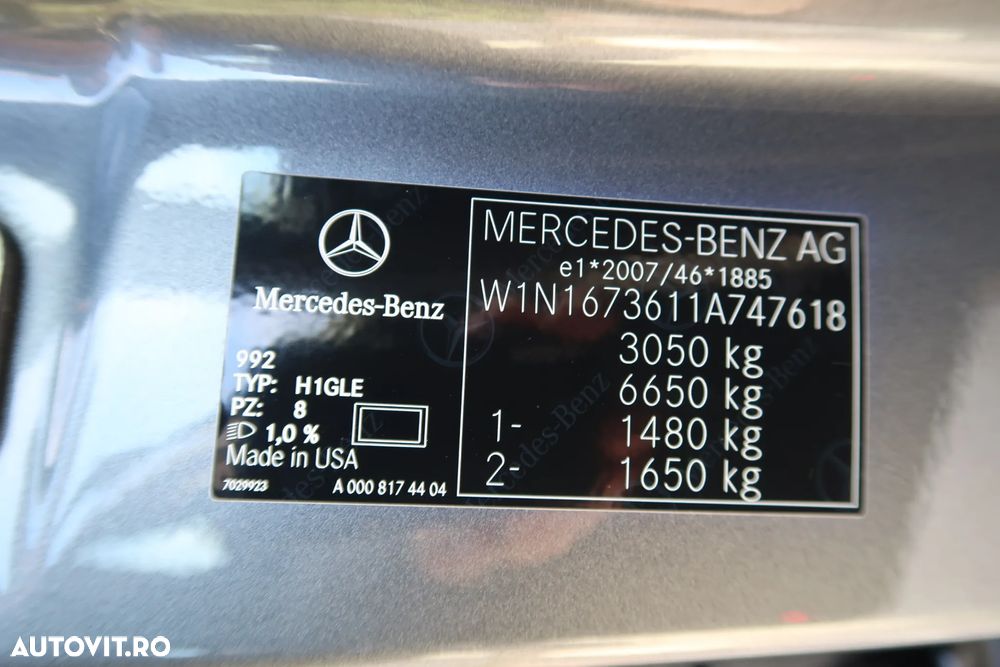 Mercedes-Benz
992
TYP: H1GLE
PZ: 8
1,0 %
Made in USA
7029923 A 000 817 44 04
MERCEDES-BENZ AG
e1*2007/46*1885
W1N1673611A747618
3050 kg
6650 kg
1- 1480 kg
2- 1650 kg
AUTOVIT.RO